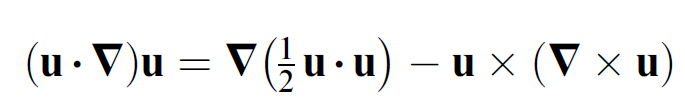 (𝐮 · ∇)𝐮 = ∇(½ 𝐮 · 𝐮) − 𝐮 × (∇ × 𝐮)